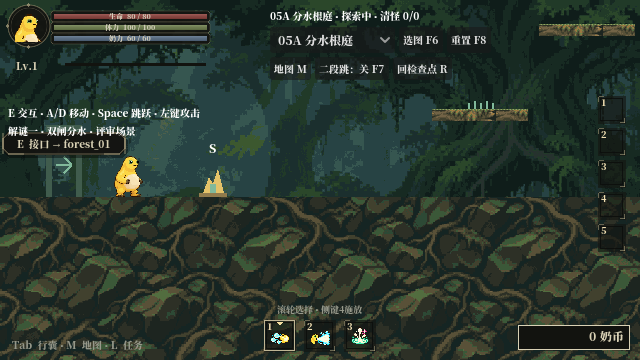 生命 80 / 80
体力 100 / 100
奶力 60 / 60
Lv.1
05A 分水根庭 · 探索中 · 清怪 0/0
05A 分水根庭
选图 F6
重置 F8
地图 M
二段跳：关 F7
回检查点 R
E 交互 · A/D 移动 · Space 跳跃 · 左键攻击
解谜一 · 双闸分水 · 评审场景
E 接口 → forest_01
S
1
2
3
4
5
滚轮选择 · 侧键4施放
1
2
3
Tab 行囊 · M 地图 · L 任务
0 奶币